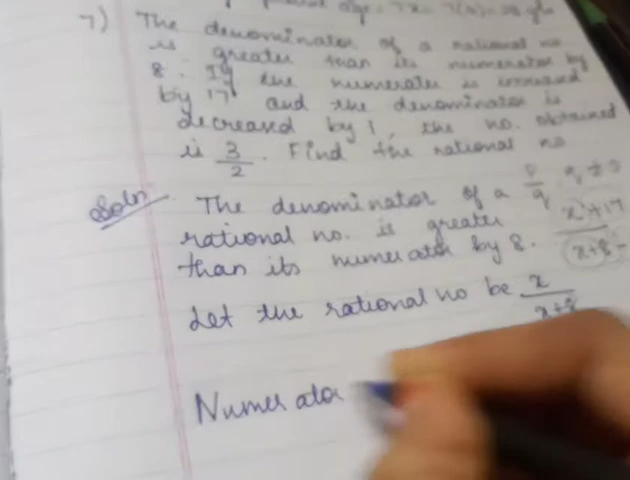 7) The denominator of a rational no.
is greater than its numerator by
8. If the numerator is increased
by 17 and the denominator is
decreased by 1, the no. obtained
is 3/2. Find the rational no
Soln The denominator of a p/q q ≠ 0
rational no. is greater x+17
than its numerator by 8. x+8-
Let the rational no be x/x+8
Numerato